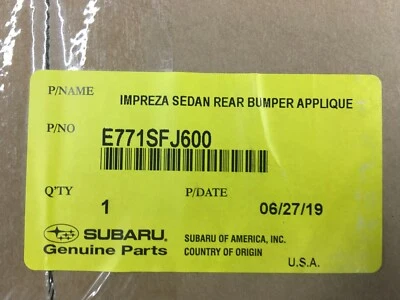 P/NAME
IMPREZA SEDAN REAR BUMPER APPLIQUE
P/NO
E771SFJ600
Q'TY
P/DATE
1
06/27/19
SUBARU
SUBARU OF AMERICA, INC.
Genuine Parts
COUNTRY OF ORIGIN
U.S.A.